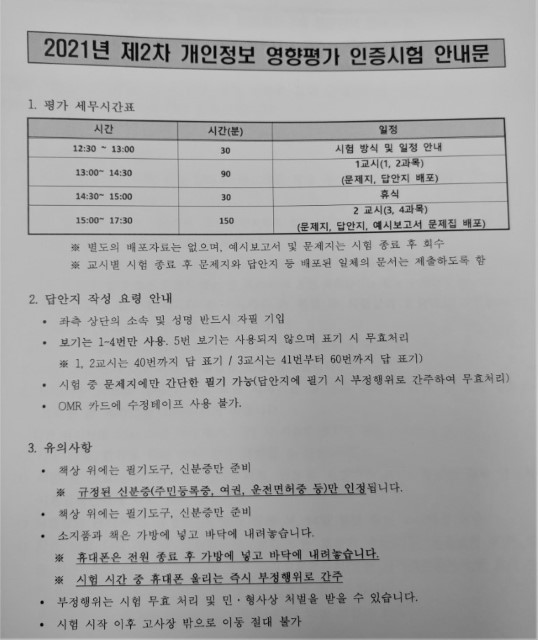 2021년 제2차 개인정보 영향평가 인증시험 안내문
1. 평가 세무시간표
시간 시간(분) 일정
12:30 ~ 13:00 30 시험 방식 및 일정 안내
13:00~ 14:30 90 1교시(1, 2과목)
(문제지, 답안지 배포)
14:30~ 15:00 30 휴식
15:00~ 17:30 150 2 교시(3, 4과목)
(문제지, 답안지, 예시보고서 문제집 배포)
※ 별도의 배포자료는 없으며, 예시보고서 및 문제지는 시험 종료 후 회수
※ 교시별 시험 종료 후 문제지와 답안지 등 배포된 일체의 문서는 제출하도록 함
2. 답안지 작성 요령 안내
• 좌측 상단의 소속 및 성명 반드시 자필 기입
• 보기는 1-4번만 사용. 5번 보기는 사용되지 않으며 표기 시 무효처리
※ 1, 2교시는 40번까지 답 표기 / 3교시는 41번부터 60번까지 답 표기)
• 시험 중 문제지에만 간단한 필기 가능(답안지에 필기 시 부정행위로 간주하여 무효처리)
• OMR 카드에 수정테이프 사용 불가.
3. 유의사항
• 책상 위에는 필기도구, 신분증만 준비
※ 규정된 신분증(주민등록증, 여권, 운전면허증 등)만 인정됩니다.
• 책상 위에는 필기도구, 신분증만 준비
• 소지품과 책은 가방에 넣고 바닥에 내려놓습니다.
※ 휴대폰은 전원 종료 후 가방에 넣고 바닥에 내려놓습니다.
※ 시험 시간 중 휴대폰 울리는 즉시 부정행위로 간주
• 부정행위는 시험 무효 처리 및 민·형사상 처벌을 받을 수 있습니다.
• 시험 시작 이후 고사장 밖으로 이동 절대 불가